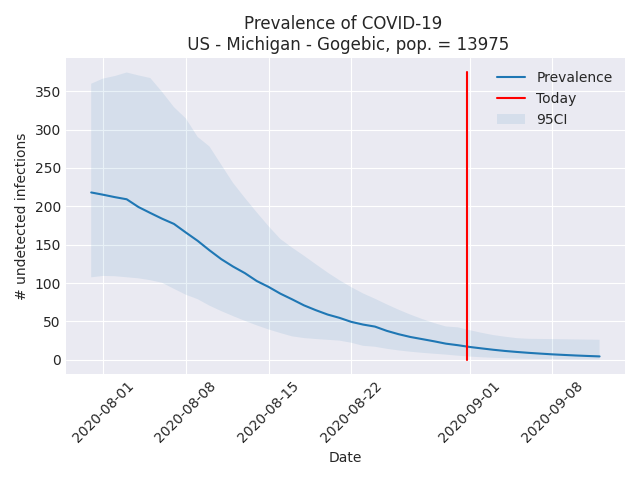 Prevalence of COVID-19
US - Michigan - Gogebic, pop. = 13975
Prevalence
Today
95CI
# undetected infections
350
300
250
200
150
100
50
0
2020-08-01
2020-08-08
2020-08-15
2020-08-22
2020-09-01
2020-09-08
Date